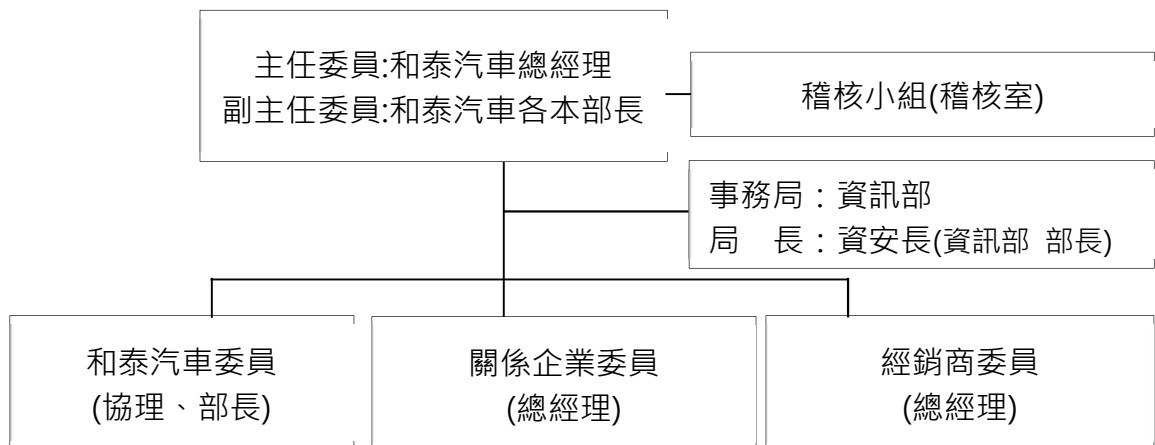 主任委員:和泰汽車總經理
副主任委員:和泰汽車各本部長
稽核小組(稽核室)
事務局：資訊部
局　長：資安長(資訊部 部長)
和泰汽車委員
(協理、部長)
關係企業委員
(總經理)
經銷商委員
(總經理)